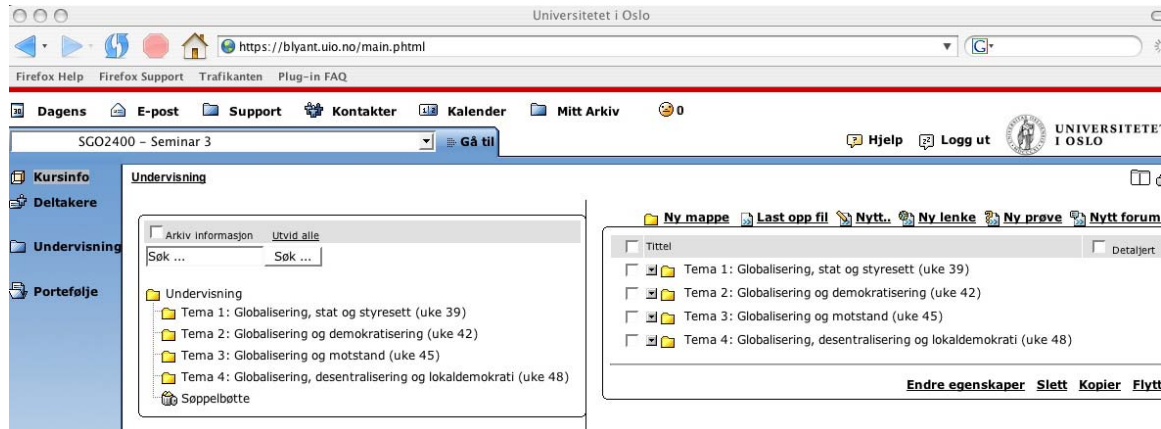 Universitetet i Oslo
https://blyant.uio.no/main.phtml
G
Firefox Help Firefox Support Trafikanten Plug-in FAQ
Dagens E-post Support Kontakter Kalender Mitt Arkiv 0
SGO2400 - Seminar 3 Gå til Hjelp Logg ut UNIVERSITETE
I OSLO
Kursinfo
Deltakere
Undervisning
Portefølje
Undervisning
Arkiv informasjon Utvid alle
Søk ... Søk ...
Undervisning
Tema 1: Globalisering, stat og styresett (uke 39)
Tema 2: Globalisering og demokratisering (uke 42)
Tema 3: Globalisering og motstand (uke 45)
Tema 4: Globalisering, desentralisering og lokaldemokrati (uke 48)
Søppelbøtte
Ny mappe Last opp fil Nytt.. Ny lenke Ny prøve Nytt forum
Tittel Detaljert
Tema 1: Globalisering, stat og styresett (uke 39)
Tema 2: Globalisering og demokratisering (uke 42)
Tema 3: Globalisering og motstand (uke 45)
Tema 4: Globalisering, desentralisering og lokaldemokrati (uke 48)
Endre egenskaper Slett Kopier Flytt